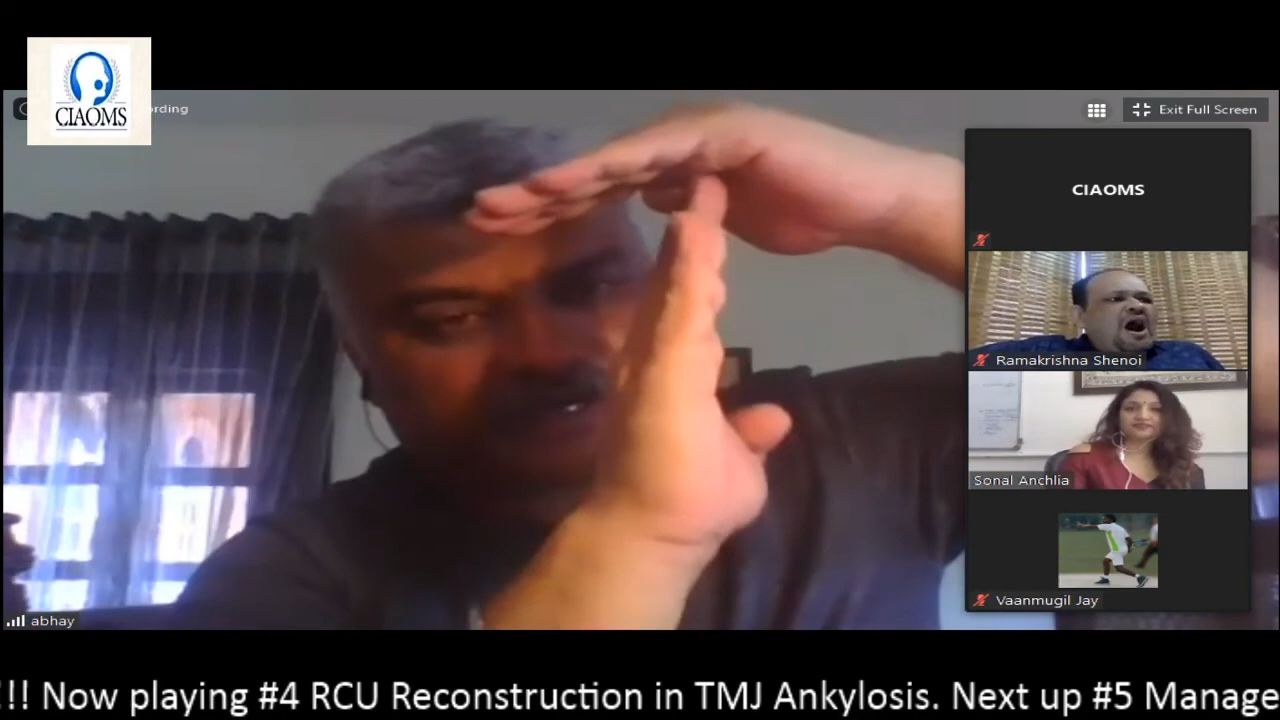 CIAOMS
ording
Exit Full Screen
CIAOMS
Ramakrishna Shenoi
Sonal Anchlia
Vaanmugil Jay
abhay
!!! Now playing #4 RCU Reconstruction in TMJ Ankylosis. Next up #5 Manage